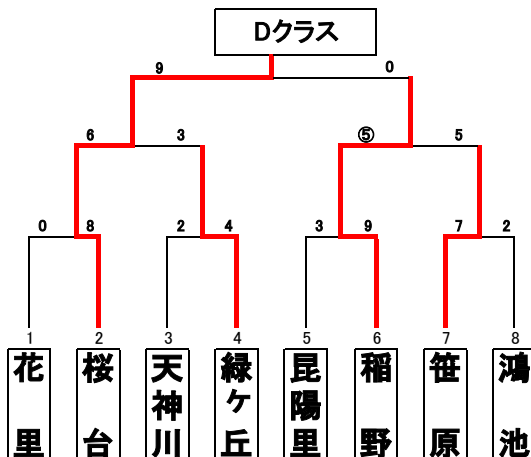 Dクラス
9 0
6 3 ⑤ 5
0 8 2 4 3 9 7 2
1 2 3 4 5 6 7 8
花里 桜台 天神川 緑ヶ丘 昆陽里 稲野 笹原 鴻池